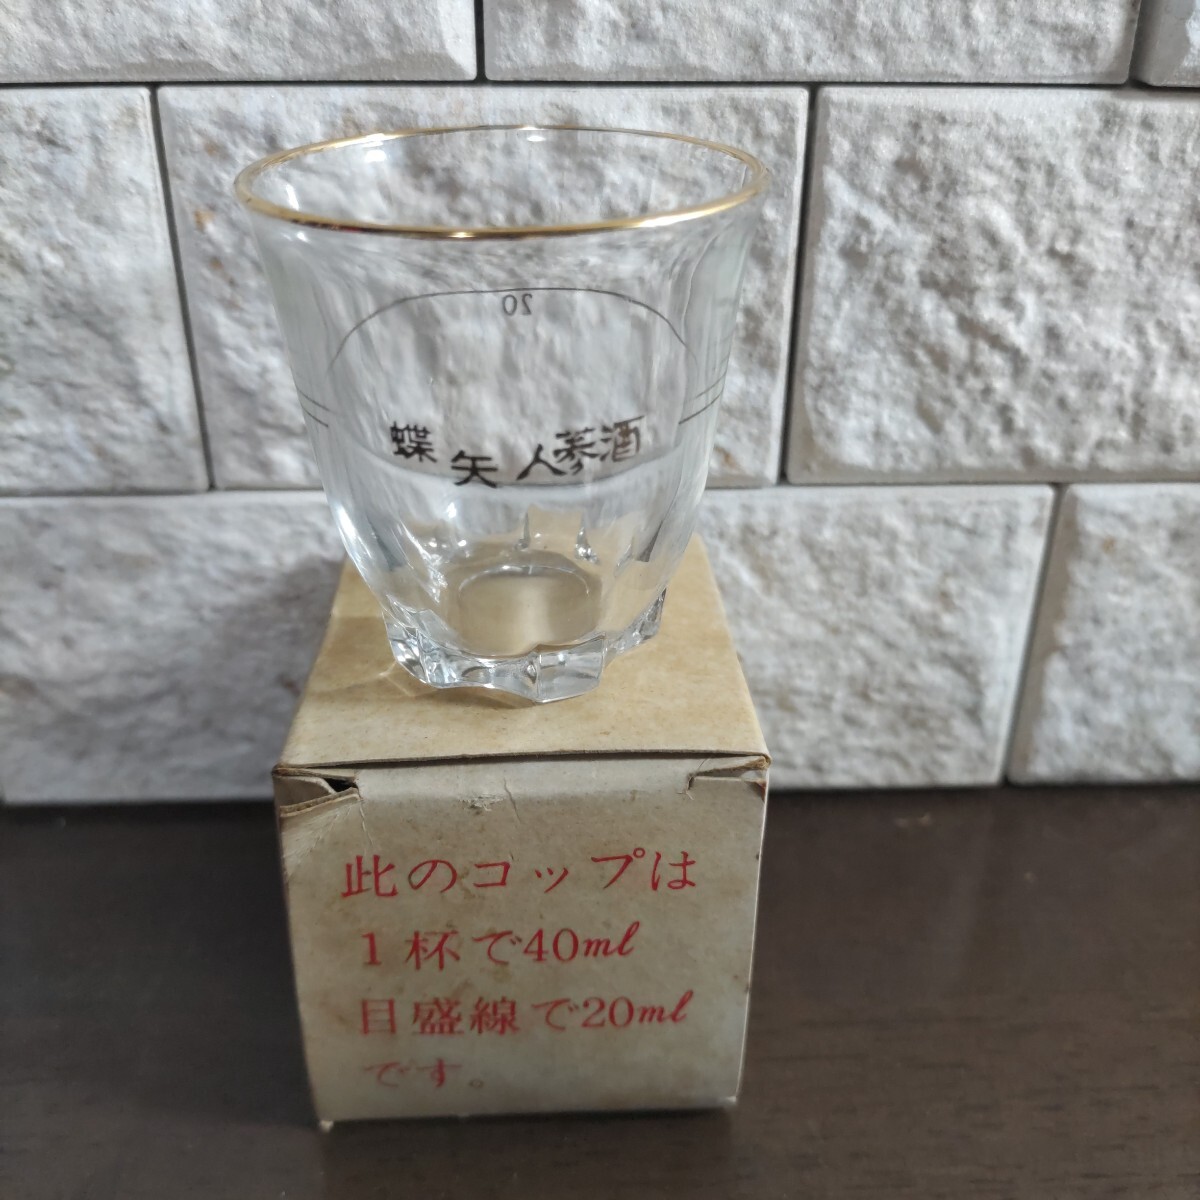 20
蝶矢人蔘酒
此のコップは
1杯で40ml
目盛線で20ml
です。